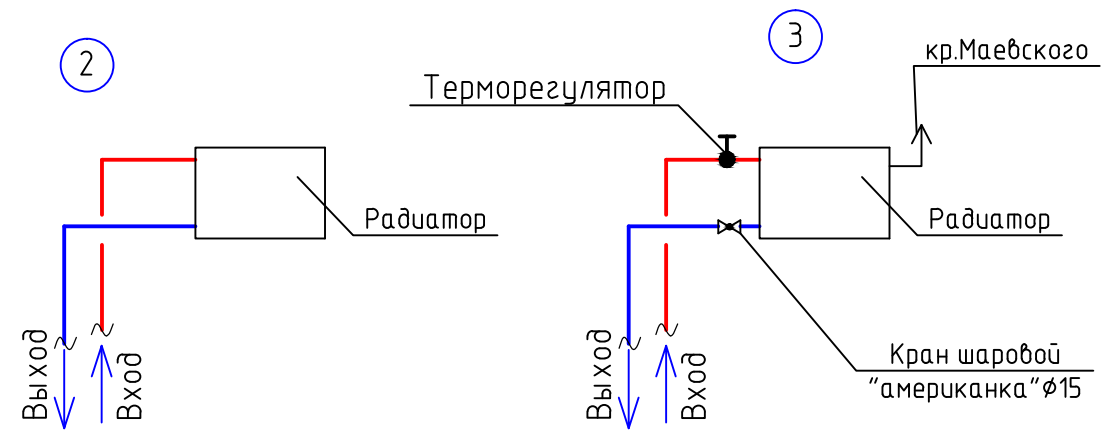 2
Радиатор
Выход
Вход
3
кр.Маевского
Терморегулятор
Радиатор
Кран шаровой
"американка"Ø15
Выход
Вход